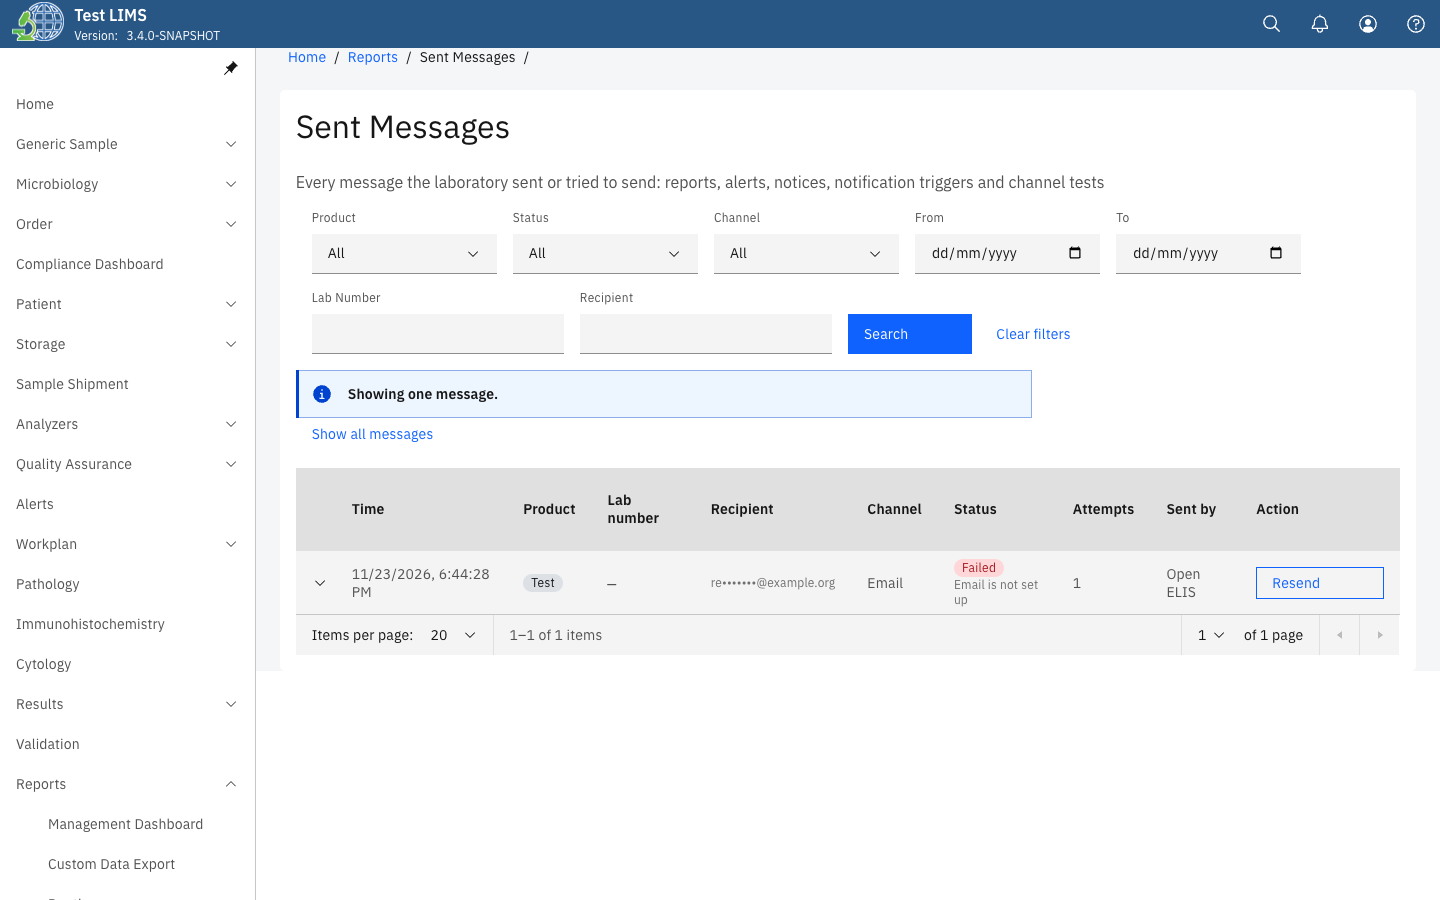 Test LIMS
Version: 3.4.0-SNAPSHOT
Home / Reports / Sent Messages /
Home
Generic Sample
Microbiology
Order
Compliance Dashboard
Patient
Storage
Sample Shipment
Analyzers
Quality Assurance
Alerts
Workplan
Pathology
Immunohistochemistry
Cytology
Results
Validation
Reports
Management Dashboard
Custom Data Export
Sent Messages
Every message the laboratory sent or tried to send: reports, alerts, notices, notification triggers and channel tests
Product Status Channel From To
All All All dd/mm/yyyy dd/mm/yyyy
Lab Number Recipient
Search Clear filters
Showing one message.
Show all messages
Time Product Lab number Recipient Channel Status Attempts Sent by Action
11/23/2026, 6:44:28 PM Test – re•••••••@example.org Email Failed Email is not set up 1 Open ELIS Resend
Items per page: 20 1–1 of 1 items 1 of 1 page